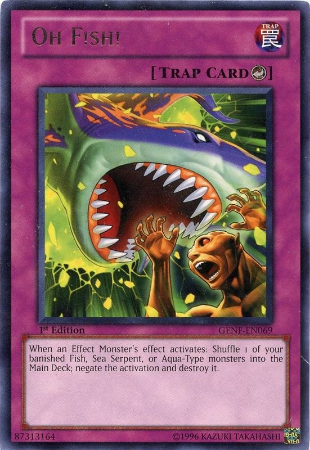 OH F!SH!
TRAP
罠
[TRAP CARD]
1st Edition
GENF-EN069
When an Effect Monster's effect activates: Shuffle 1 of your
banished Fish, Sea Serpent, or Aqua-Type monsters into the
Main Deck; negate the activation and destroy it.
87313164
©1996 KAZUKI TAKAHASHI